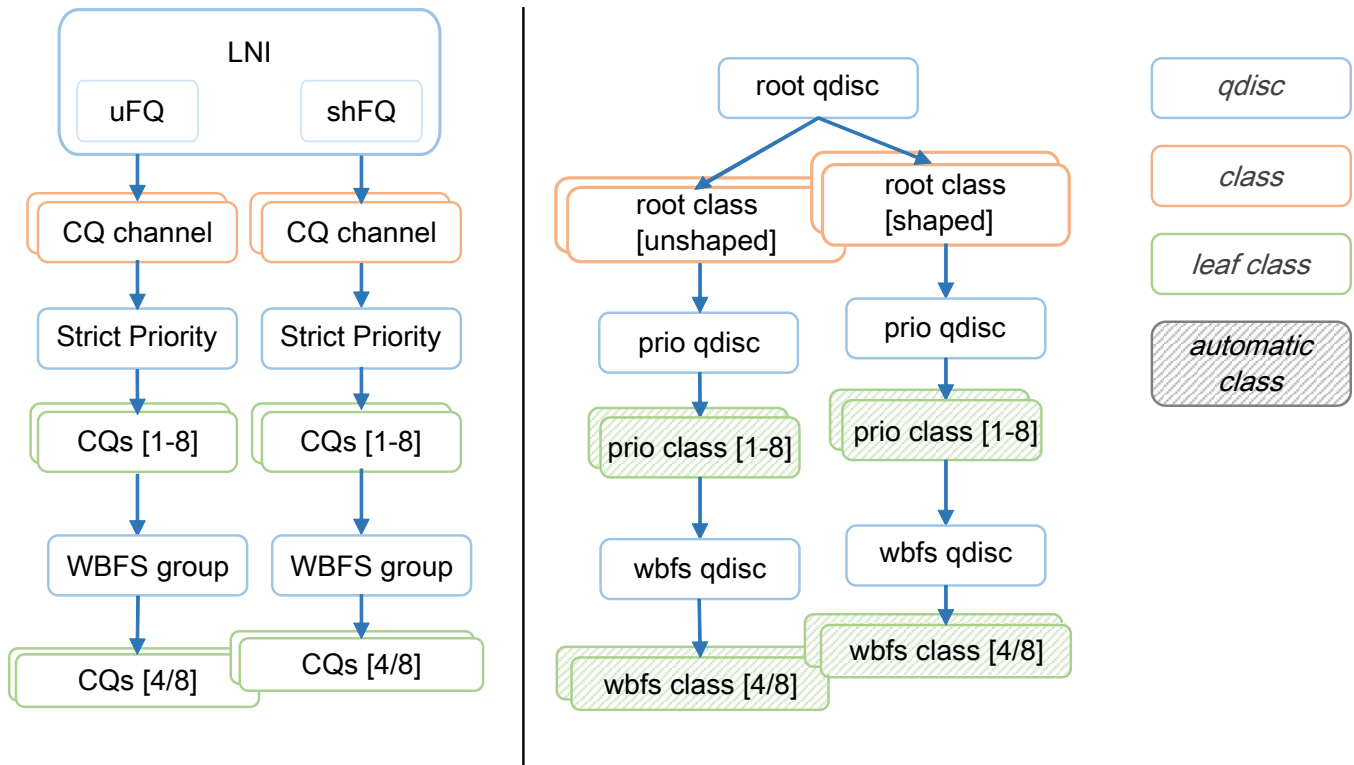 LNI
uFQ
shFQ
CQ channel
CQ channel
Strict Priority
Strict Priority
CQs [1-8]
CQs [1-8]
WBFS group
WBFS group
CQs [4/8]
CQs [4/8]
root qdisc
root class
[unshaped]
root class
[shaped]
prio qdisc
prio qdisc
prio class [1-8]
prio class [1-8]
wbfs qdisc
wbfs qdisc
wbfs class [4/8]
wbfs class [4/8]
qdisc
class
leaf class
automatic
class